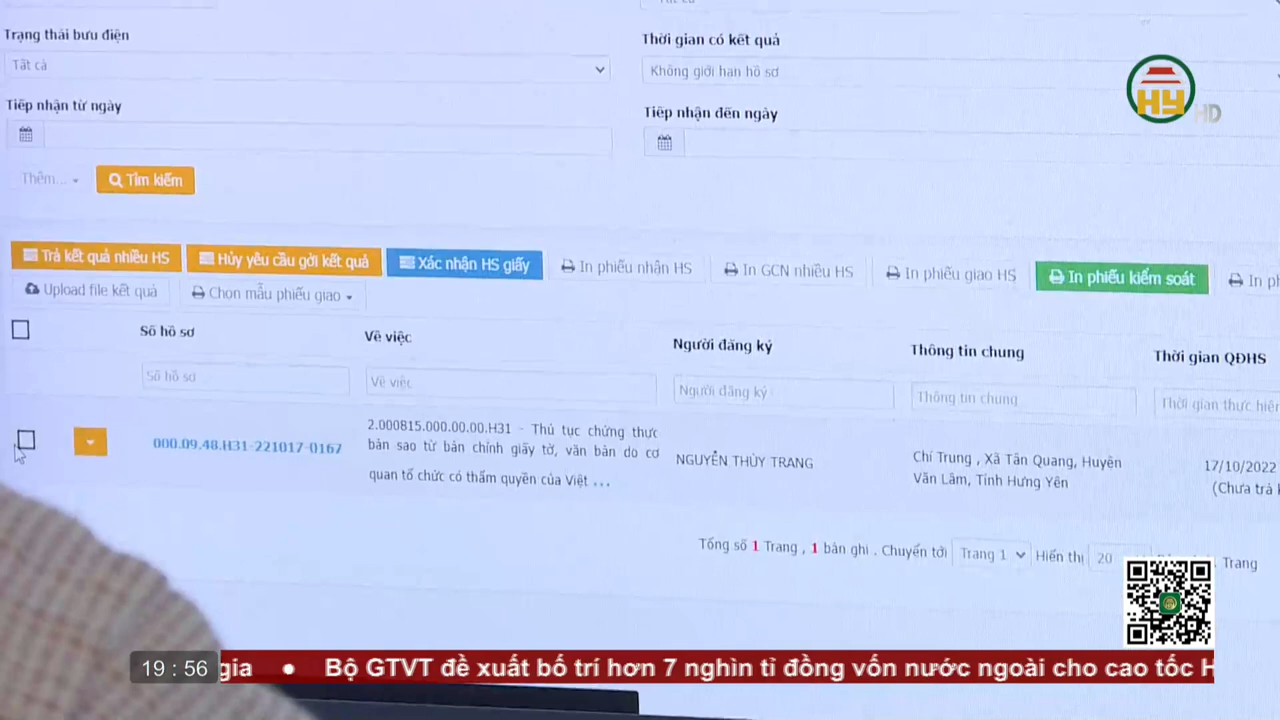 Trạng thái bưu điện
Thời gian có kết quả
Tất cả
Không giới hạn hồ sơ
Tiếp nhận từ ngày
Tiếp nhận đến ngày
HY HD
Thêm...
Tìm kiếm
Trả kết quả nhiều HS
Hủy yêu cầu gởi kết quả
Xác nhận HS giấy
In phiếu nhận HS
In GCN nhiều HS
In phiếu giao HS
In phiếu kiểm soát
Upload file kết quả
Chọn mẫu phiếu giao
Số hồ sơ
Về việc
Người đăng ký
Thông tin chung
Thời gian QĐHS
Số hồ sơ
Về việc
Người đăng ký
Thông tin chung
Thời gian thực hiện
000.09.48.H31-221017-0167
2.000815.000.00.00.H31 - Thủ tục chứng thực
bản sao từ bản chính giấy tờ, văn bản do cơ
quan tổ chức có thẩm quyền của Việt ...
NGUYỄN THÙY TRANG
Chí Trung , Xã Tân Quang, Huyện
Văn Lâm, Tỉnh Hưng Yên
17/10/2022
(Chưa trả
Tổng số 1 Trang , 1 bản ghi . Chuyển tới Trang 1 Hiển thị 20 Trang
19 : 56
gia ● Bộ GTVT đề xuất bố trí hơn 7 nghìn tỉ đồng vốn nước ngoài cho cao tốc H